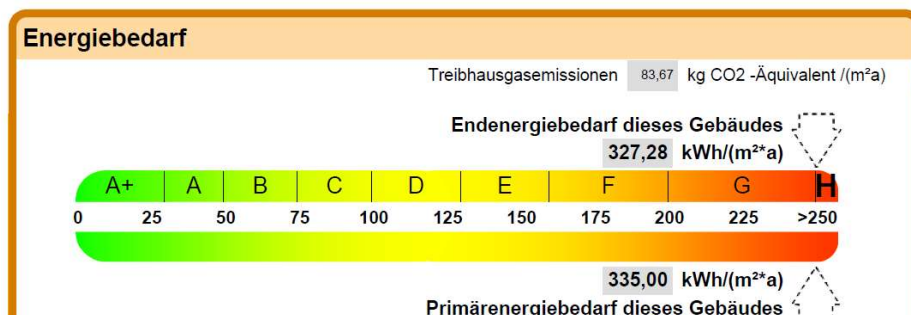 Energiebedarf
Treibhausgasemissionen 83,67 kg CO2 -Äquivalent /(m²a)
Endenergiebedarf dieses Gebäudes
327,28 kWh/(m²*a)
A+ A B C D E F G H
0 25 50 75 100 125 150 175 200 225 >250
335,00 kWh/(m²*a)
Primärenergiebedarf dieses Gebäudes